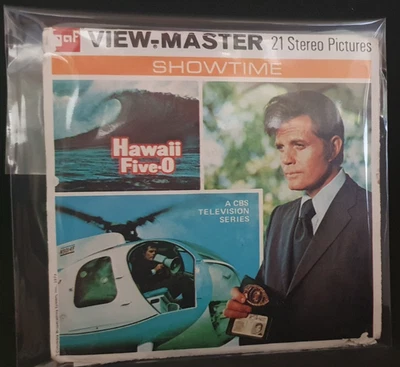 gaf VIEW-MASTER 21 Stereo Pictures
SHOWTIME
Hawaii
Five-O
A CBS
TELEVISION
SERIES